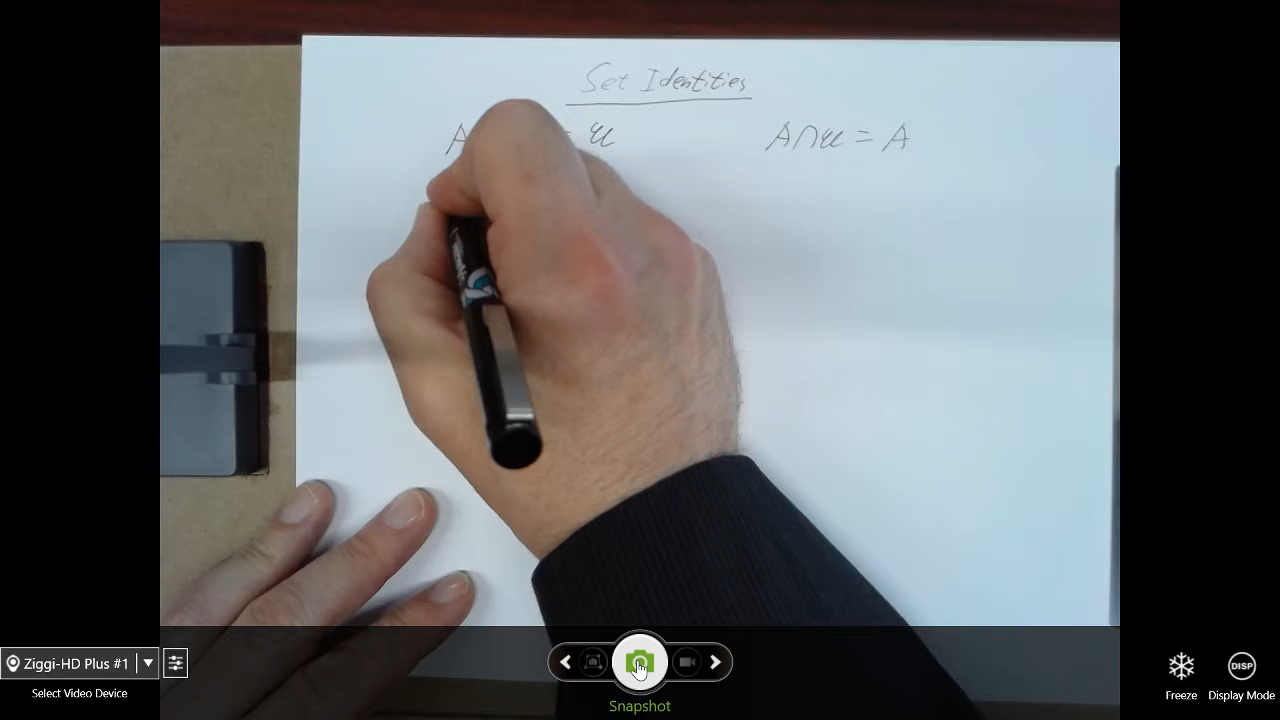 Set Identities
A = U A∩U = A
Ziggi-HD Plus #1
Select Video Device
Snapshot
Freeze
DISP
Display Mode